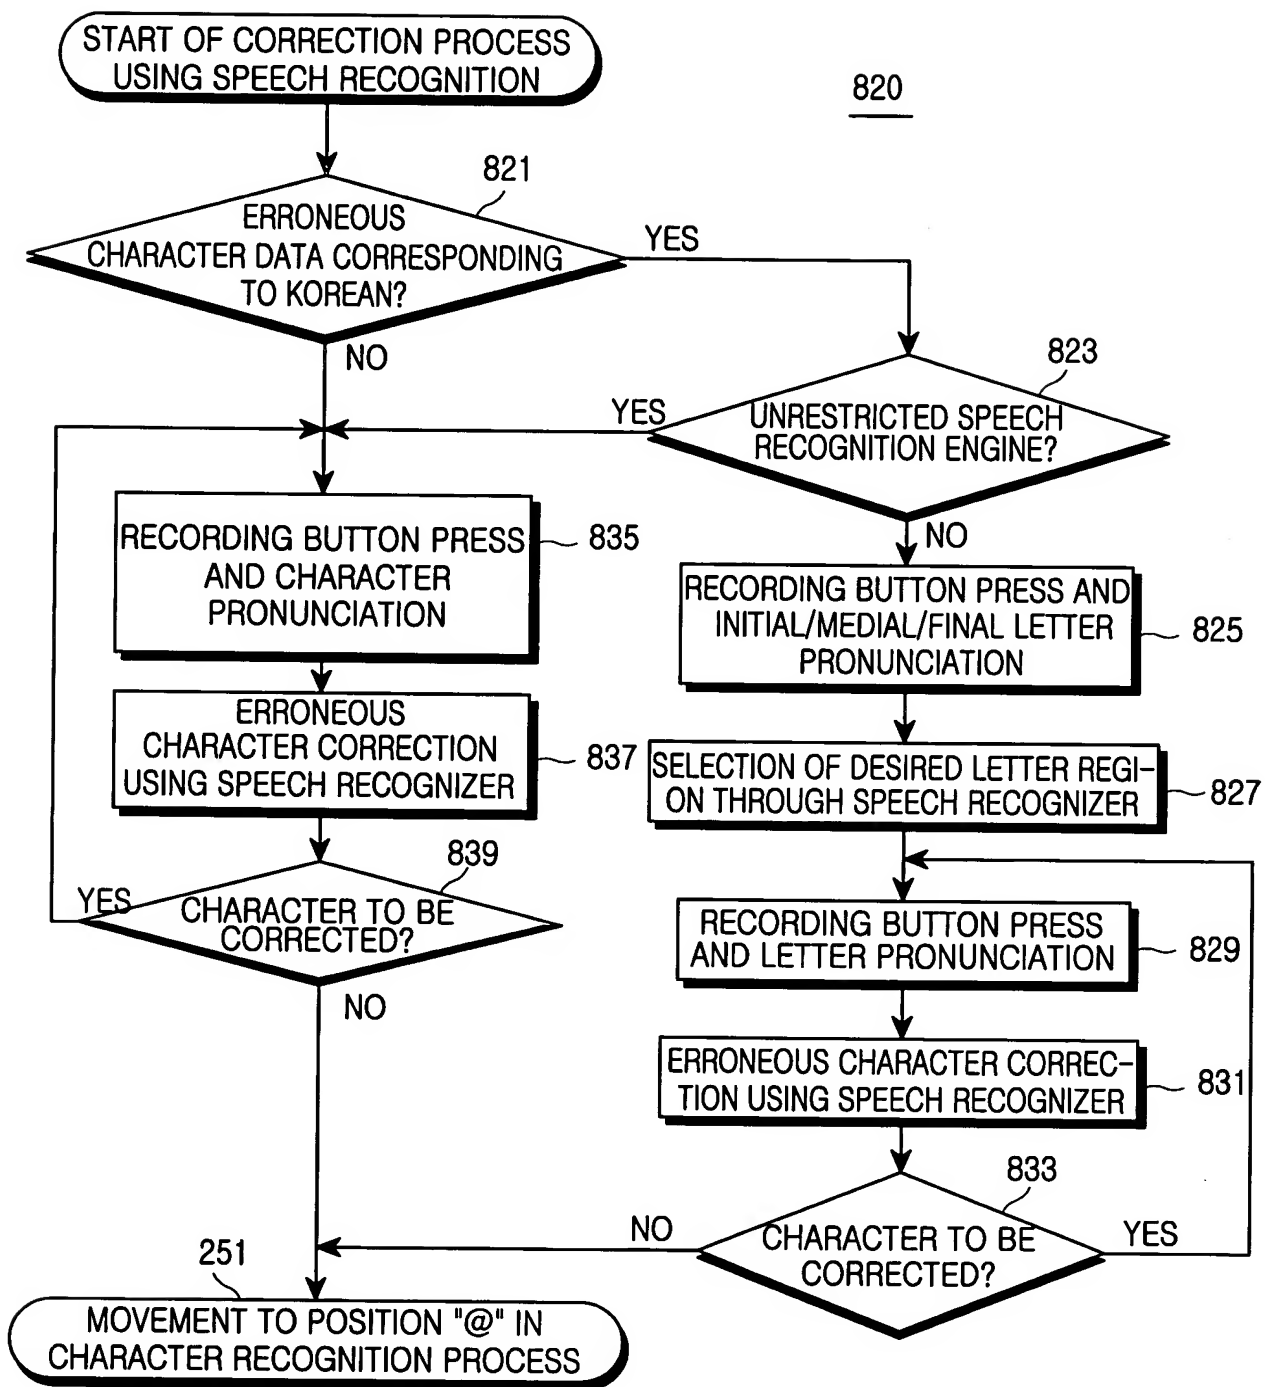 START OF CORRECTION PROCESS
USING SPEECH RECOGNITION
820
821
ERRONEOUS
CHARACTER DATA CORRESPONDING
TO KOREAN?
YES
NO
823
UNRESTRICTED SPEECH
RECOGNITION ENGINE?
YES
NO
RECORDING BUTTON PRESS
AND CHARACTER
PRONUNCIATION
835
RECORDING BUTTON PRESS AND
INITIAL/MEDIAL/FINAL LETTER
PRONUNCIATION
825
ERRONEOUS
CHARACTER CORRECTION
USING SPEECH RECOGNIZER
837
SELECTION OF DESIRED LETTER REGI-
ON THROUGH SPEECH RECOGNIZER
827
839
YES
CHARACTER TO BE
CORRECTED?
NO
RECORDING BUTTON PRESS
AND LETTER PRONUNCIATION
829
ERRONEOUS CHARACTER CORREC-
TION USING SPEECH RECOGNIZER
831
833
NO
CHARACTER TO BE
CORRECTED?
YES
251
MOVEMENT TO POSITION "@" IN
CHARACTER RECOGNITION PROCESS